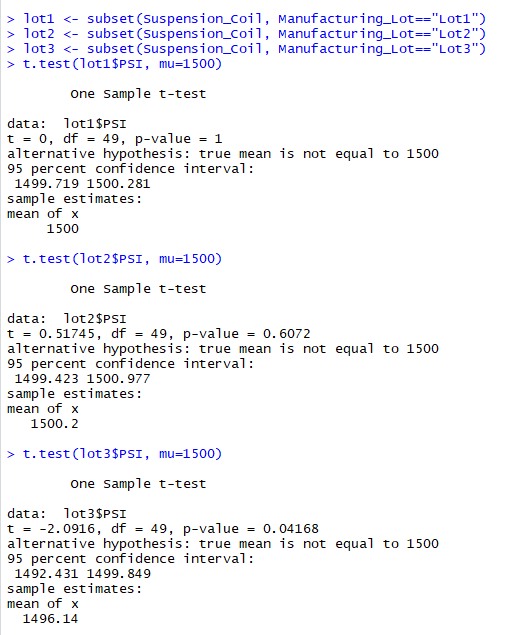 > lot1 <- subset(Suspension_Coil, Manufacturing_Lot=="Lot1")
> lot2 <- subset(Suspension_Coil, Manufacturing_Lot=="Lot2")
> lot3 <- subset(Suspension_Coil, Manufacturing_Lot=="Lot3")
> t.test(lot1$PSI, mu=1500)
One Sample t-test
data:  lot1$PSI
t = 0, df = 49, p-value = 1
alternative hypothesis: true mean is not equal to 1500
95 percent confidence interval:
1499.719 1500.281
sample estimates:
mean of x
1500
> t.test(lot2$PSI, mu=1500)
One Sample t-test
data:  lot2$PSI
t = 0.51745, df = 49, p-value = 0.6072
alternative hypothesis: true mean is not equal to 1500
95 percent confidence interval:
1499.423 1500.977
sample estimates:
mean of x
1500.2
> t.test(lot3$PSI, mu=1500)
One Sample t-test
data:  lot3$PSI
t = -2.0916, df = 49, p-value = 0.04168
alternative hypothesis: true mean is not equal to 1500
95 percent confidence interval:
1492.431 1499.849
sample estimates:
mean of x
1496.14